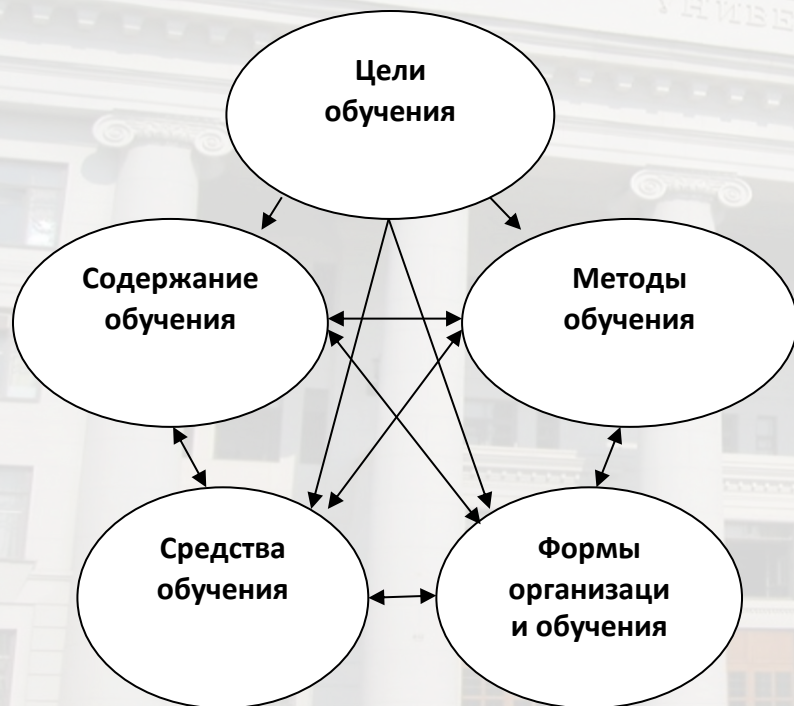 Цели
обучения
Содержание
обучения
Методы
обучения
Средства
обучения
Формы
организаци
и обучения